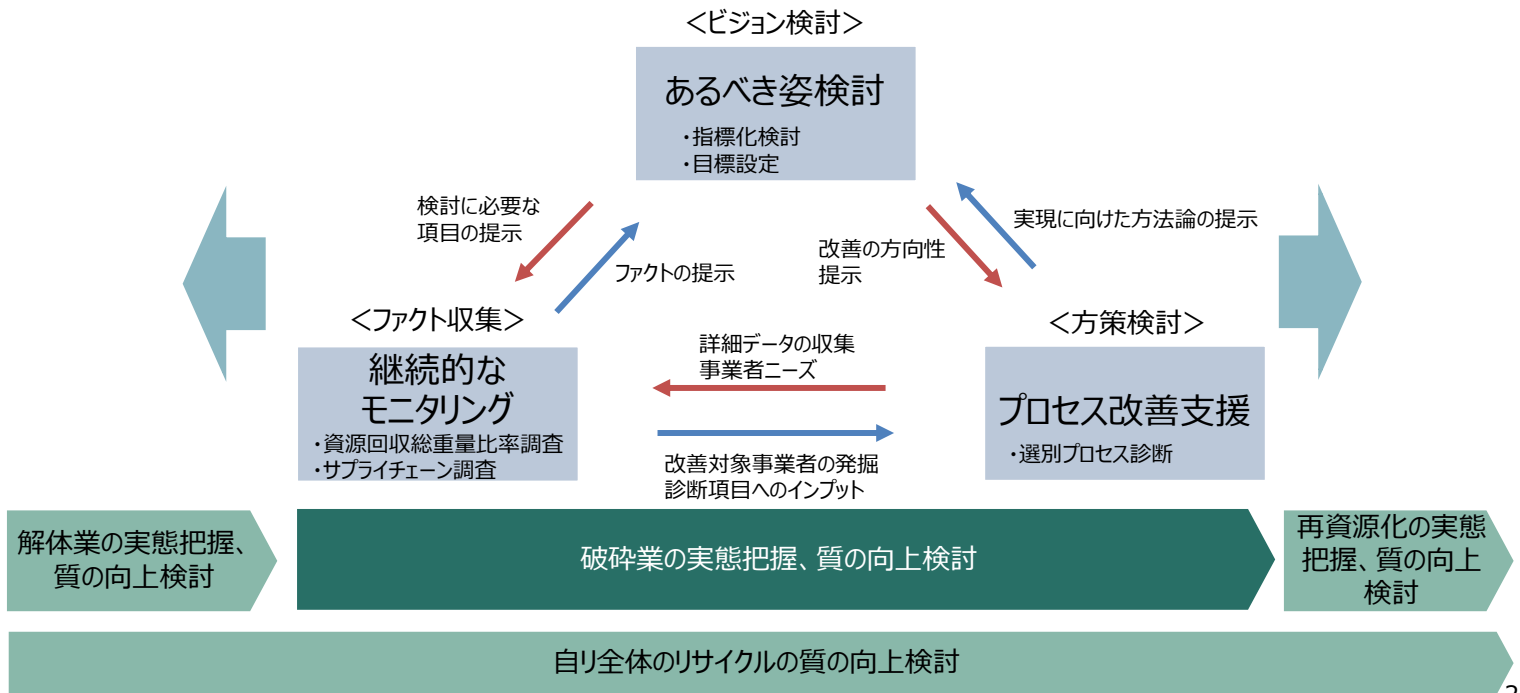 ＜ビジョン検討＞
あるべき姿検討
・指標化検討
・目標設定
検討に必要な
項目の提示
ファクトの提示
改善の方向性
提示
実現に向けた方法論の提示
＜ファクト収集＞
継続的な
モニタリング
・資源回収総重量比率調査
・サプライチェーン調査
詳細データの収集
事業者ニーズ
改善対象事業者の発掘
診断項目へのインプット
＜方策検討＞
プロセス改善支援
・選別プロセス診断
解体業の実態把握、
質の向上検討
破砕業の実態把握、質の向上検討
再資源化の実態
把握、質の向上
検討
自リ全体のリサイクルの質の向上検討